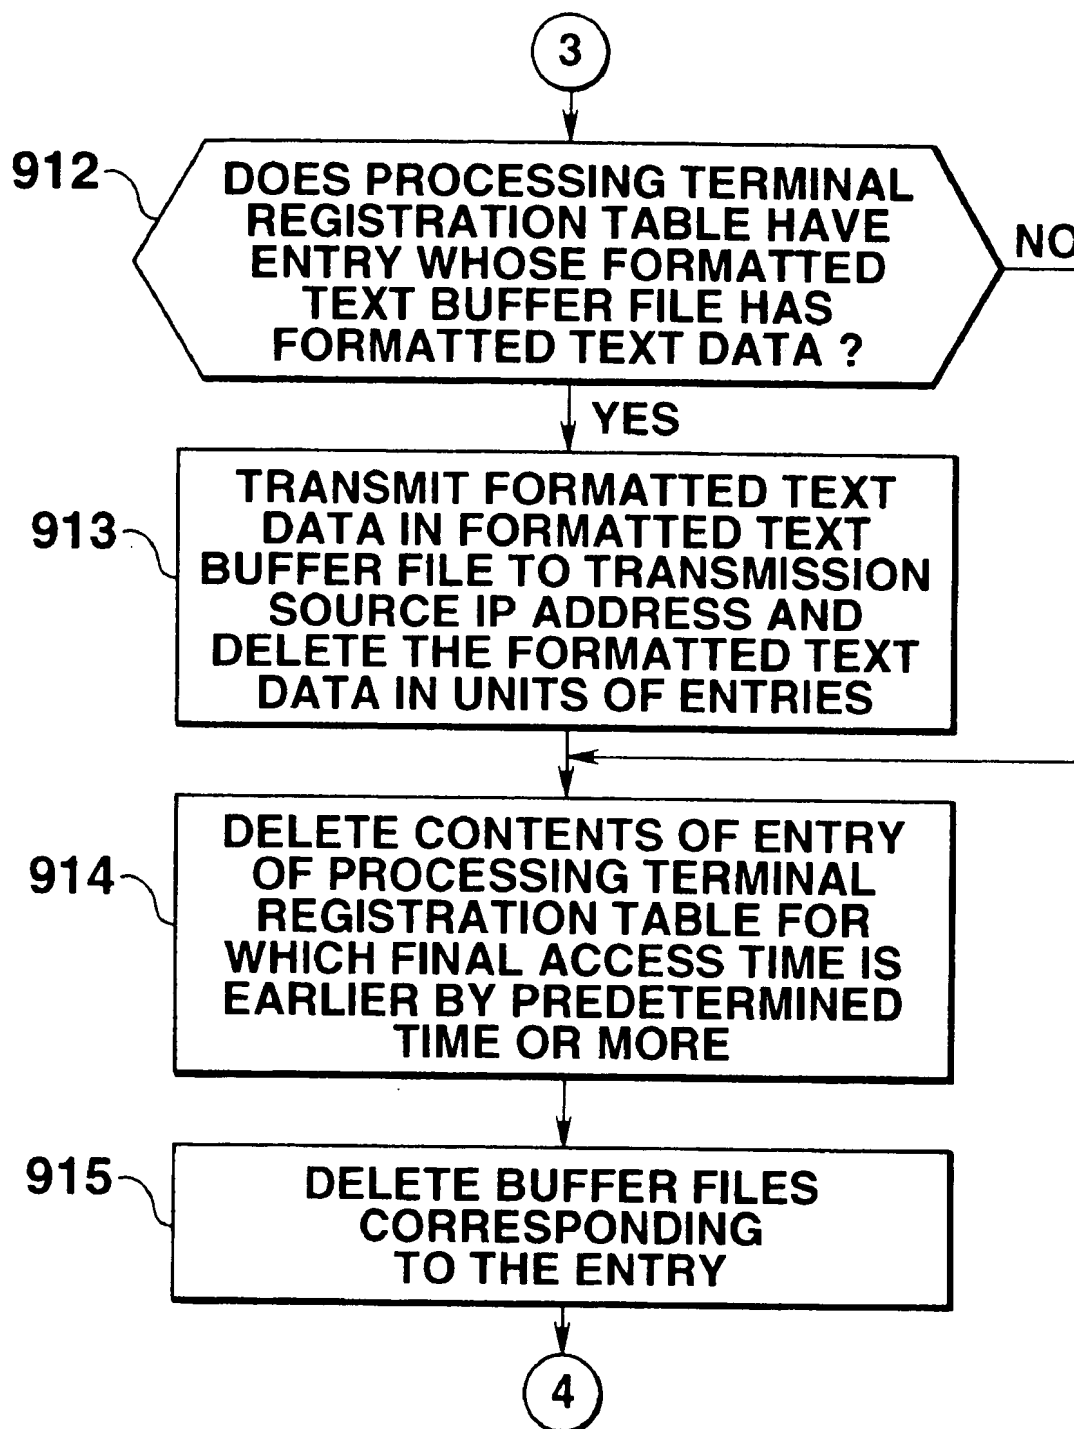 3
912
DOES PROCESSING TERMINAL
REGISTRATION TABLE HAVE
ENTRY WHOSE FORMATTED
TEXT BUFFER FILE HAS
FORMATTED TEXT DATA ?
NO
YES
913
TRANSMIT FORMATTED TEXT
DATA IN FORMATTED TEXT
BUFFER FILE TO TRANSMISSION
SOURCE IP ADDRESS AND
DELETE THE FORMATTED TEXT
DATA IN UNITS OF ENTRIES
914
DELETE CONTENTS OF ENTRY
OF PROCESSING TERMINAL
REGISTRATION TABLE FOR
WHICH FINAL ACCESS TIME IS
EARLIER BY PREDETERMINED
TIME OR MORE
915
DELETE BUFFER FILES
CORRESPONDING
TO THE ENTRY
4